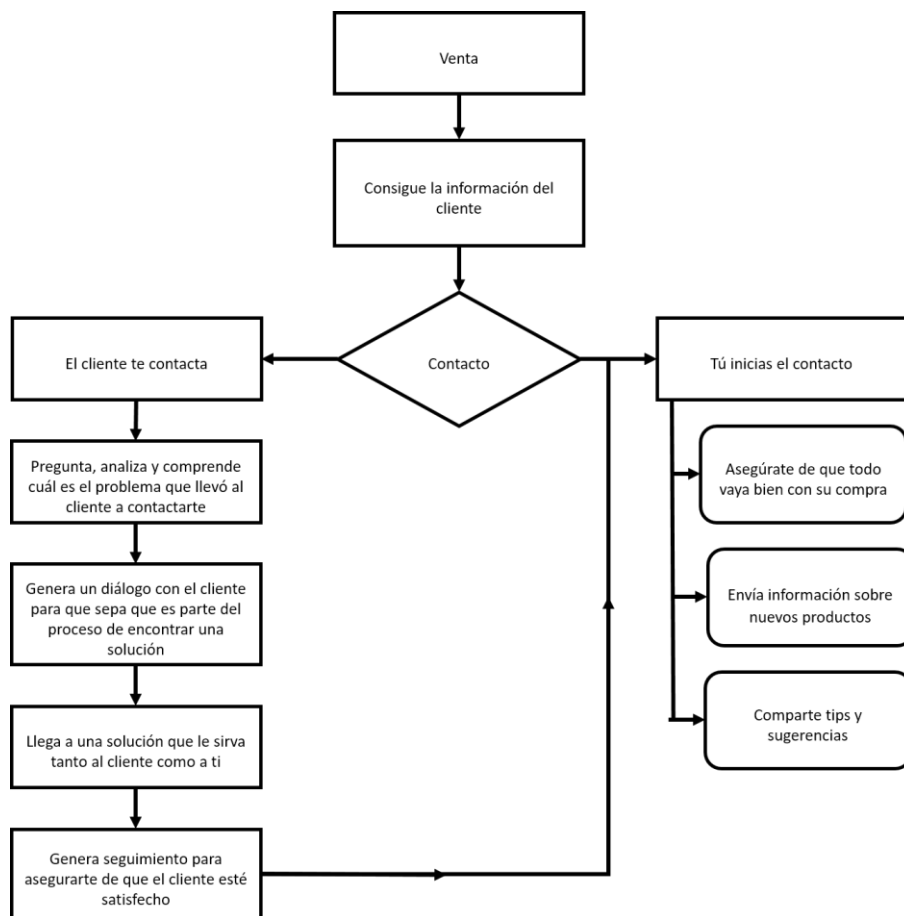 Venta
Consigue la información del
cliente
Contacto
El cliente te contacta
Pregunta, analiza y comprende
cuál es el problema que llevó al
cliente a contactarte
Genera un diálogo con el cliente
para que sepa que es parte del
proceso de encontrar una
solución
Llega a una solución que le sirva
tanto al cliente como a ti
Genera seguimiento para
asegurarte de que el cliente esté
satisfecho
Tú inicias el contacto
Asegúrate de que todo
vaya bien con su compra
Envía información sobre
nuevos productos
Comparte tips y
sugerencias